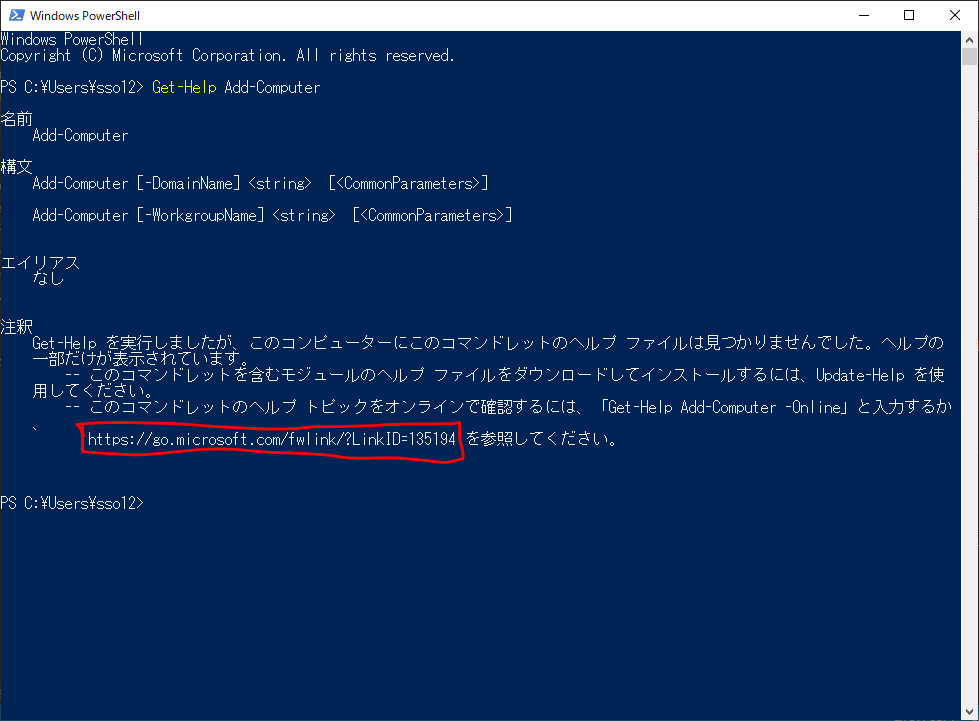 Windows PowerShell
Windows PowerShell
Copyright (C) Microsoft Corporation. All rights reserved.
PS C:¥Users¥sso12> Get-Help Add-Computer
名前
Add-Computer
構文
Add-Computer [-DomainName] <string> [<CommonParameters>]
Add-Computer [-WorkgroupName] <string> [<CommonParameters>]
エイリアス
なし
注釈
Get-Help を実行しましたが、このコンピューターにこのコマンドレットのヘルプ ファイルは見つかりませんでした。ヘルプの
一部だけが表示されています。
-- このコマンドレットを含むモジュールのヘルプ ファイルをダウンロードしてインストールするには、Update-Help を使
用してください。
-- このコマンドレットのヘルプ トピックをオンラインで確認するには、「Get-Help Add-Computer -Online」と入力するか
、
https://go.microsoft.com/fwlink/?LinkID=135194 を参照してください。
PS C:¥Users¥sso12>